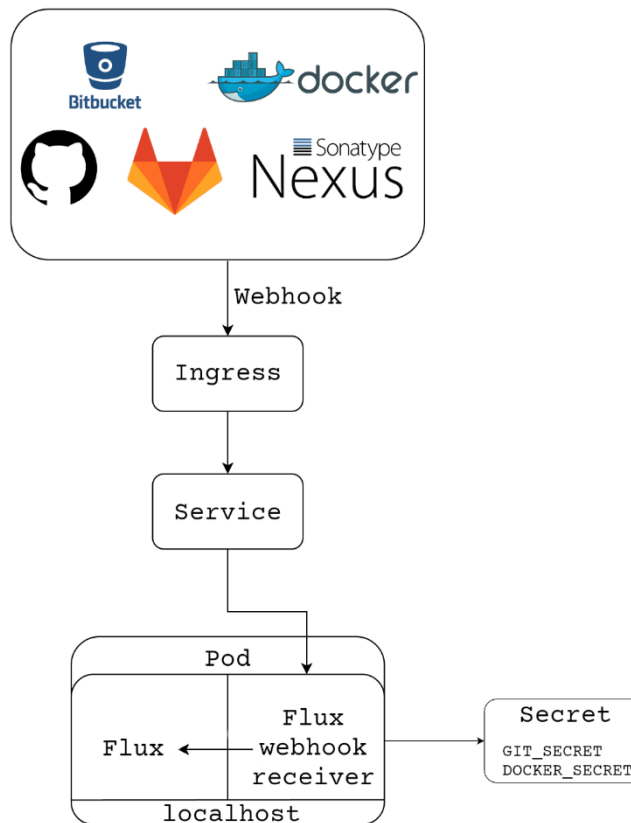 Bitbucket
docker
Sonatype
Nexus
Webhook
Ingress
Service
Pod
Flux
Flux
webhook
receiver
localhost
Secret
GIT_SECRET
DOCKER_SECRET